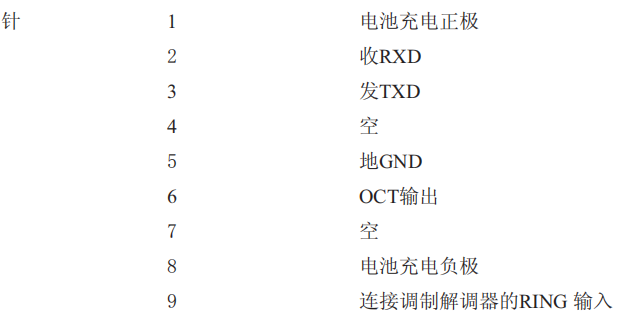 针 1 电池充电正极
2 收RXD
3 发TXD
4 空
5 地GND
6 OCT输出
7 空
8 电池充电负极
9 连接调制解调器的RING 输入